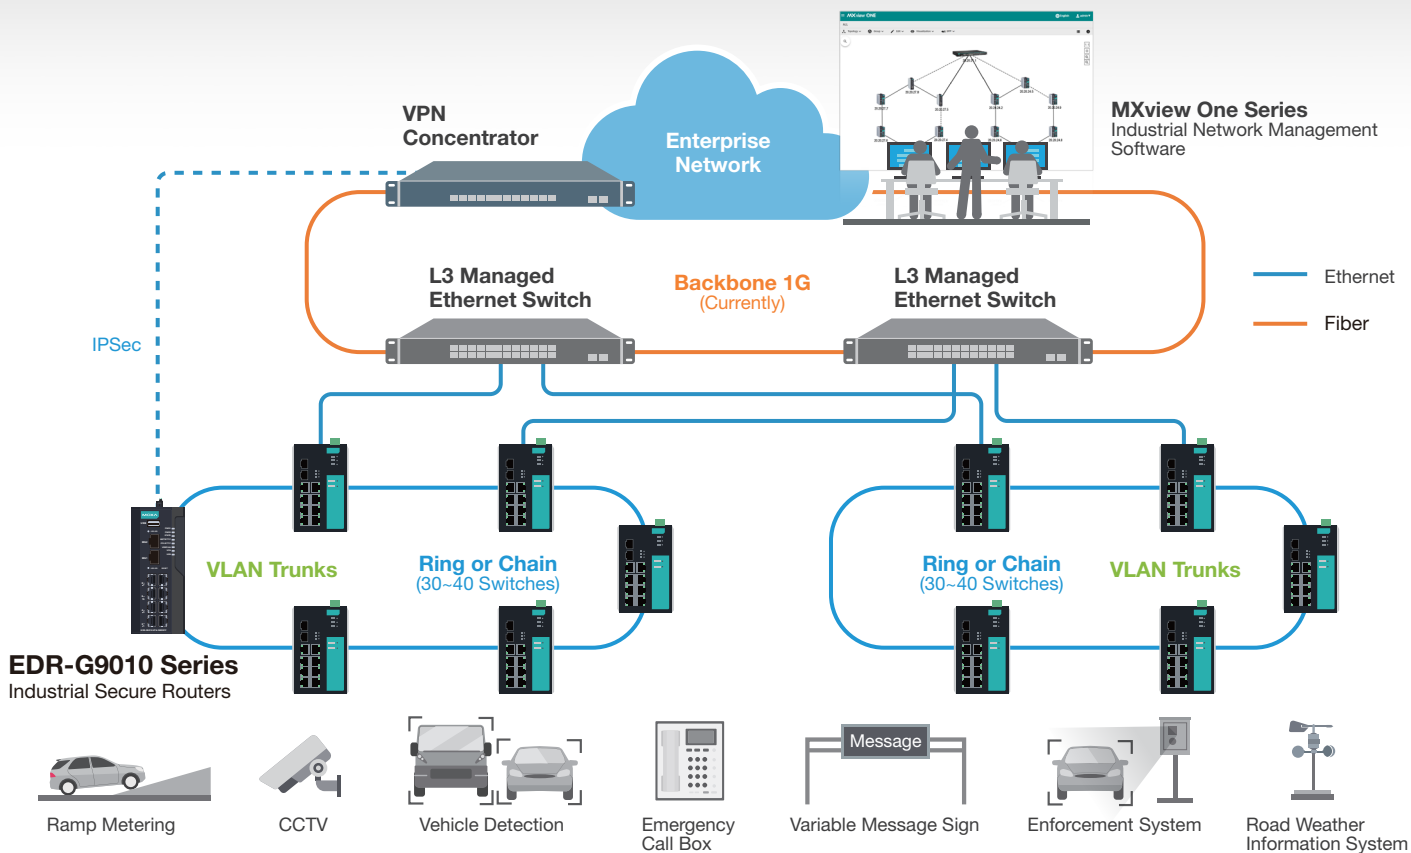 MXview ONE
VPN
Concentrator
Enterprise
Network
MXview One Series
Industrial Network Management
Software
L3 Managed
Ethernet Switch
Backbone 1G
(Currently)
L3 Managed
Ethernet Switch
Ethernet
Fiber
IPSec
VLAN Trunks
Ring or Chain
(30~40 Switches)
Ring or Chain
(30~40 Switches)
VLAN Trunks
EDR-G9010 Series
Industrial Secure Routers
Message
Ramp Metering
CCTV
Vehicle Detection
Emergency
Call Box
Variable Message Sign
Enforcement System
Road Weather
Information System